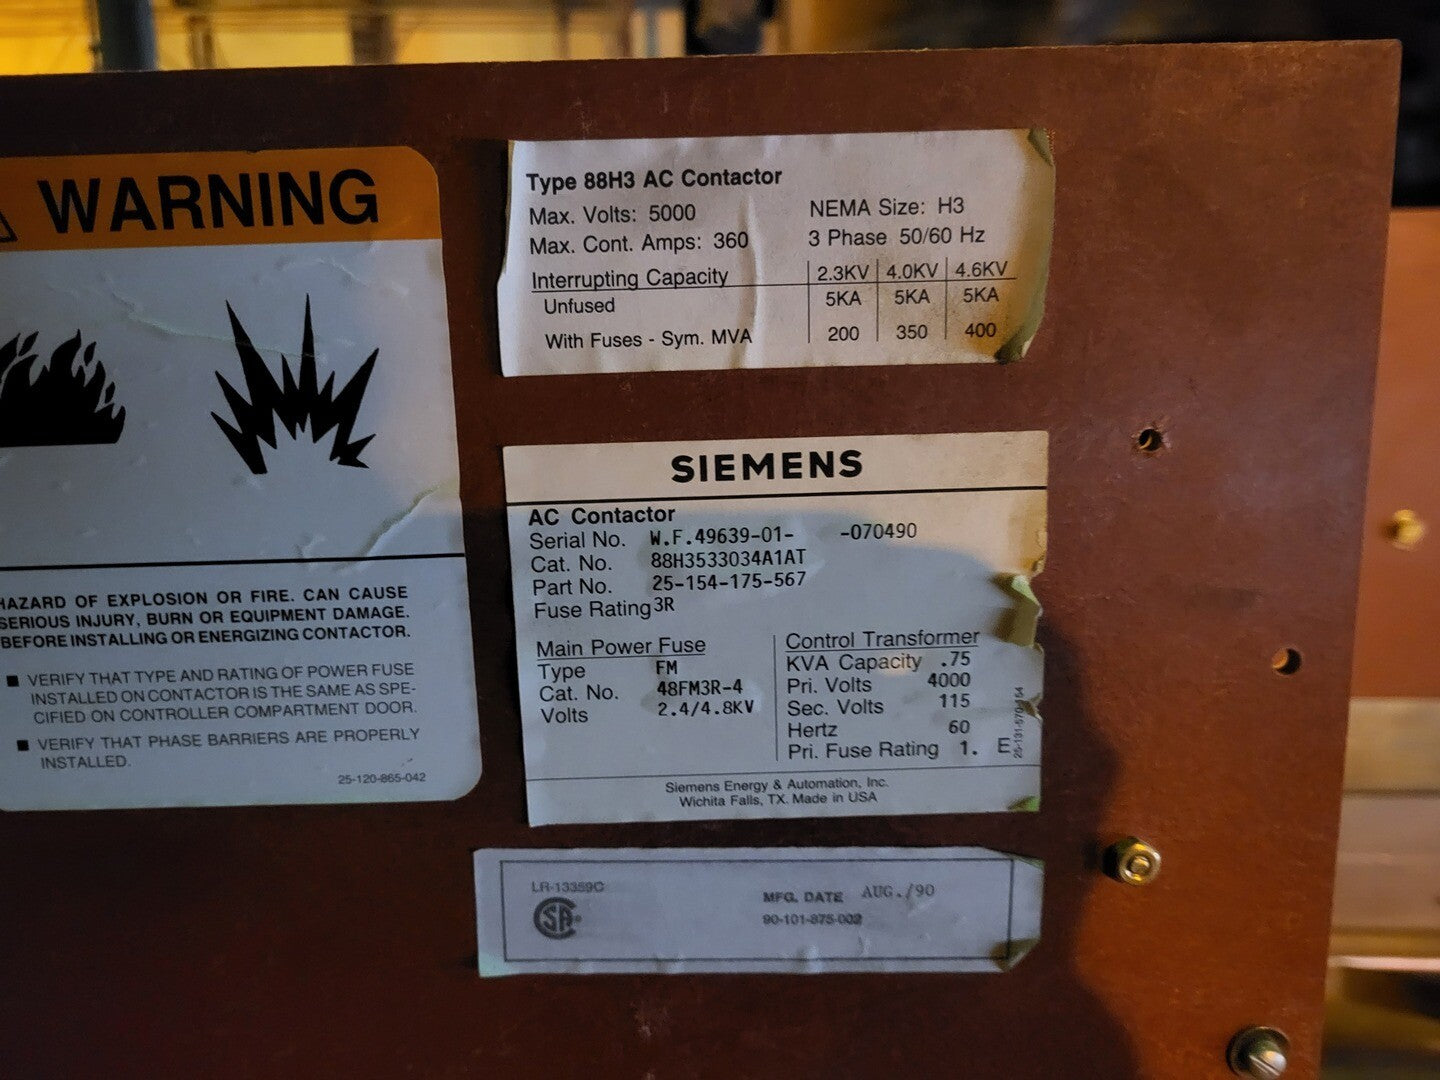 WARNING
HAZARD OF EXPLOSION OR FIRE. CAN CAUSE
SERIOUS INJURY, BURN OR EQUIPMENT DAMAGE.
BEFORE INSTALLING OR ENERGIZING CONTACTOR.
■ VERIFY THAT TYPE AND RATING OF POWER FUSE
INSTALLED ON CONTACTOR IS THE SAME AS SPE-
CIFIED ON CONTROLLER COMPARTMENT DOOR.
■ VERIFY THAT PHASE BARRIERS ARE PROPERLY
INSTALLED.
25-120-865-042
Type 88H3 AC Contactor
Max. Volts: 5000 NEMA Size: H3
Max. Cont. Amps: 360 3 Phase 50/60 Hz
Interrupting Capacity 2.3KV 4.0KV 4.6KV
Unfused 5KA 5KA 5KA
With Fuses - Sym. MVA 200 350 400
SIEMENS
AC Contactor
Serial No. W.F.49639-01- -070490
Cat. No. 88H3533034A1AT
Part No. 25-154-175-567
Fuse Rating 3R
Main Power Fuse
Type FM
Cat. No. 48FM3R-4
Volts 2.4/4.8KV
Control Transformer
KVA Capacity .75
Pri. Volts 4000
Sec. Volts 115
Hertz 60
Pri. Fuse Rating 1. E
Siemens Energy & Automation, Inc.
Wichita Falls, TX. Made in USA
LR-13359C
MFG. DATE AUG./90
90-101-875-002